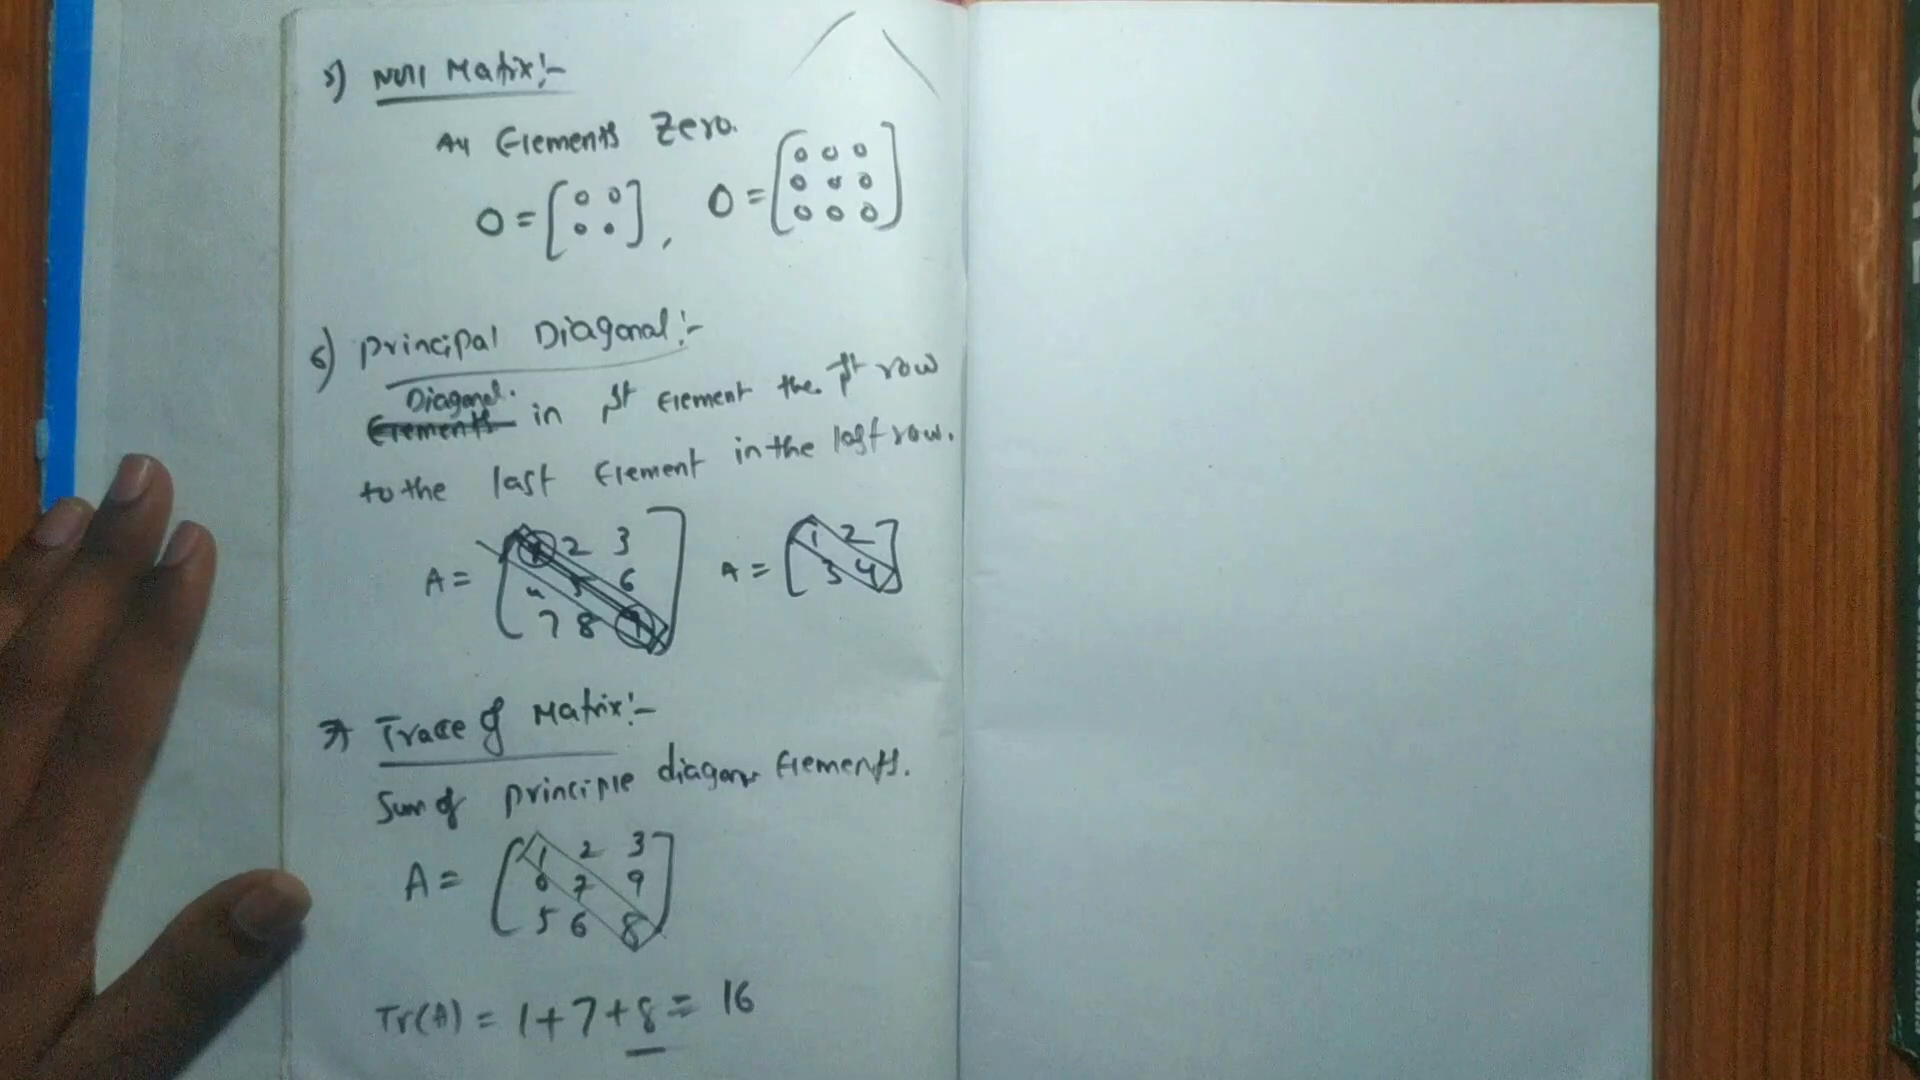 5) Null Matrix:-
All Elements Zero.
O = [0 0
0 0], O = [0 0 0
0 0 0
0 0 0]
6) Principal Diagonal:-
Diagonal.
Elements in 1st Element the 1st row
to the last Element in the last row.
A = [1 2 3
4 5 6
7 8 9] A = [1 2
3 4]
7) Trace of Matrix:-
Sum of principle diagonal Elements.
A = [1 2 3
6 7 9
5 6 8]
Tr(A) = 1+7+8 = 16